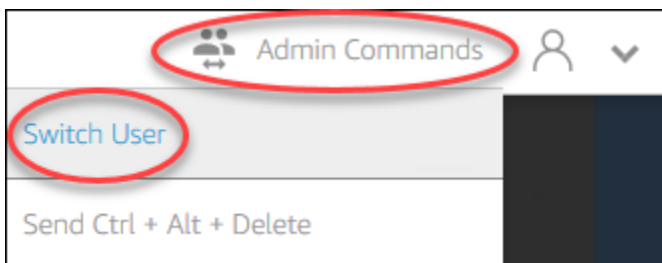 Admin Commands
Switch User
Send Ctrl + Alt + Delete